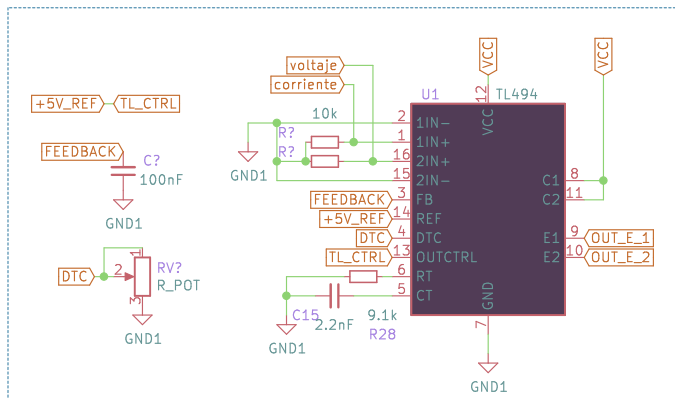 voltaje
corriente
VCC
VCC
+5V_REF
TL_CTRL
U1
TL494
12
VCC
10k
R?
R?
2
1IN-
1
1IN+
16
2IN+
15
2IN-
GND1
FEEDBACK
C?
100nF
GND1
FEEDBACK
3
FB
+5V_REF
14
REF
DTC
4
DTC
TL_CTRL
13
OUTCTRL
6
RT
5
CT
C1
8
C2
11
E1
9
OUT_E_1
E2
10
OUT_E_2
DTC
1
2
3
RV?
R_POT
GND1
C15
2.2nF
9.1k
R28
GND1
GND
7
GND1